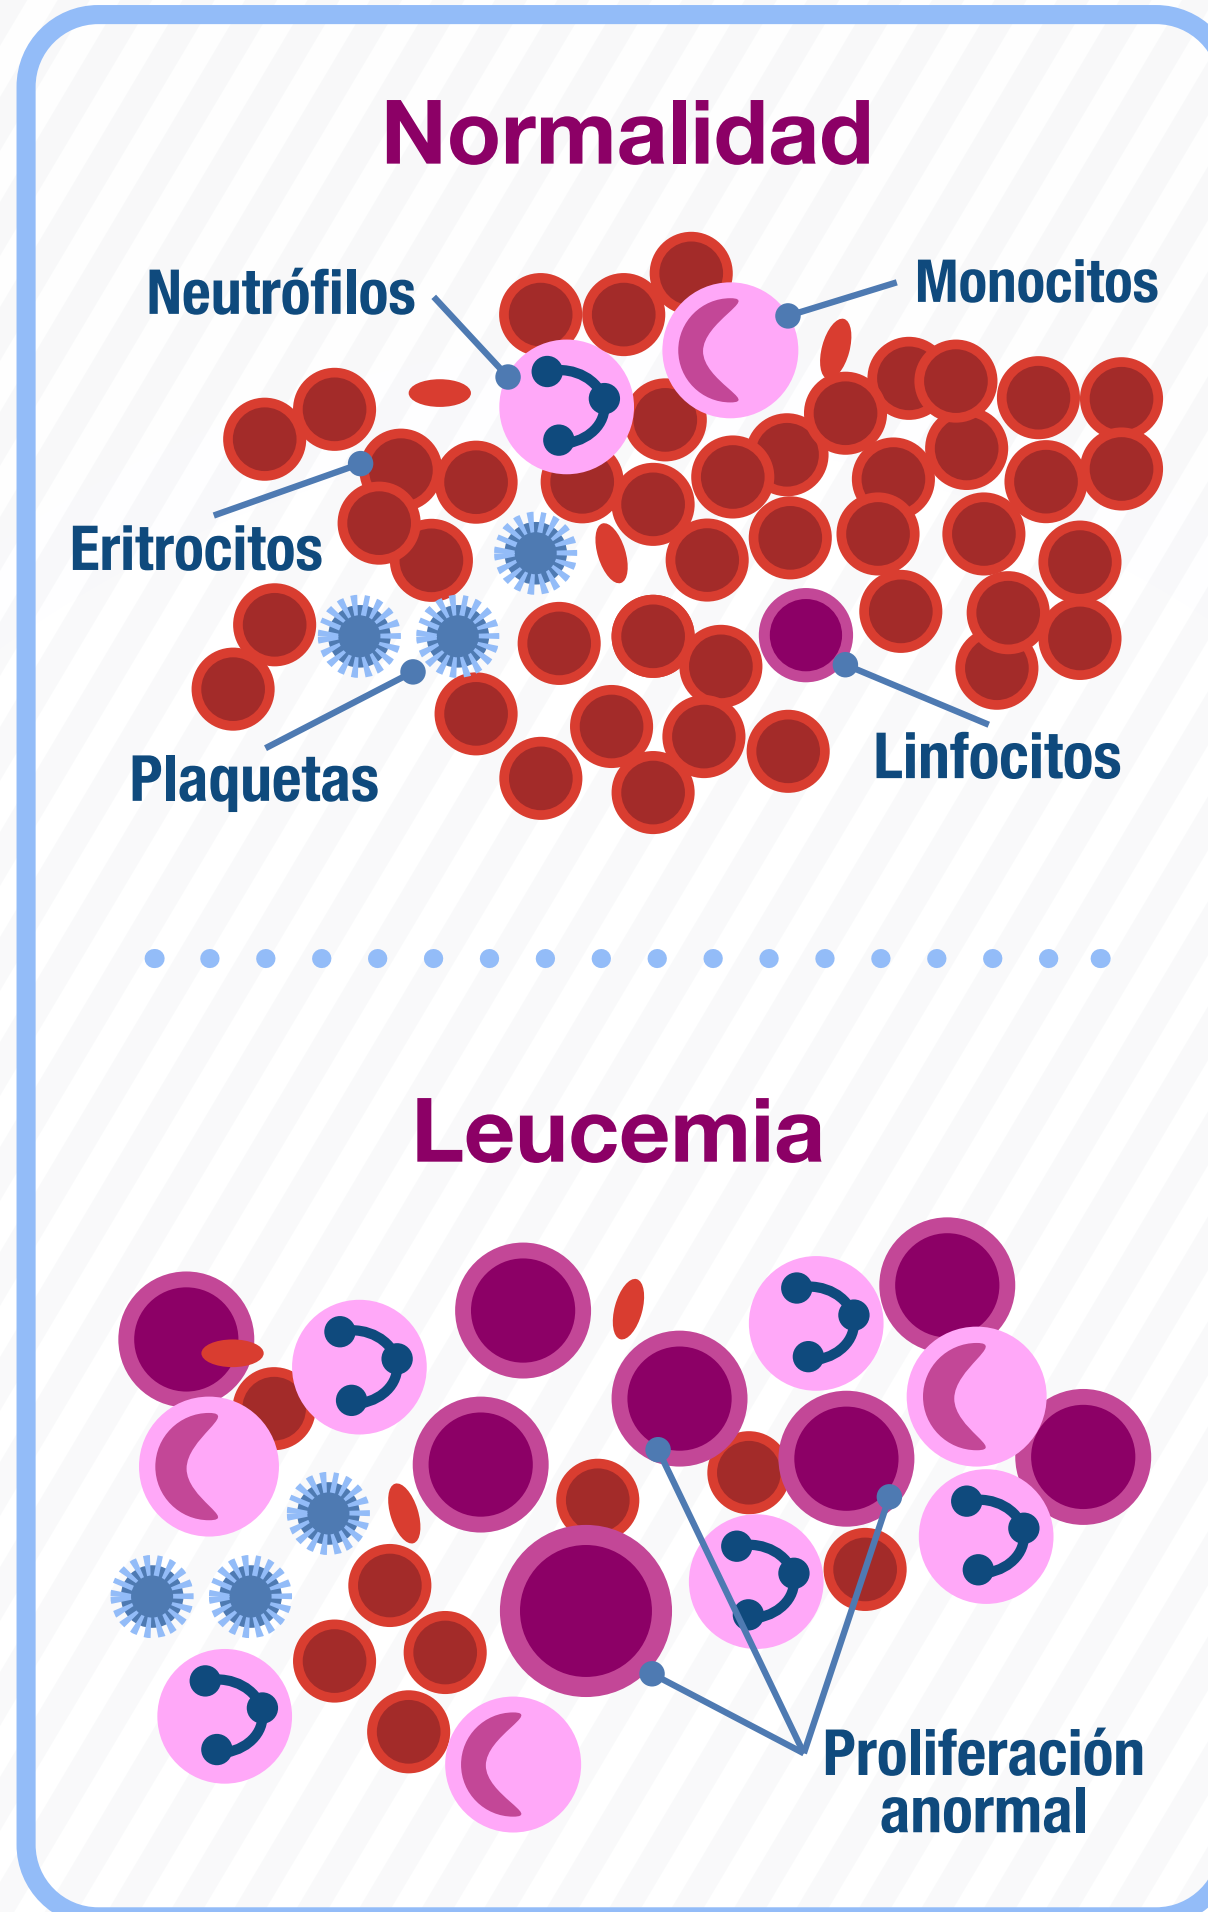 Normalidad
Neutrófilos
Monocitos
Eritrocitos
Plaquetas
Linfocitos
Leucemia
Proliferación
anormal